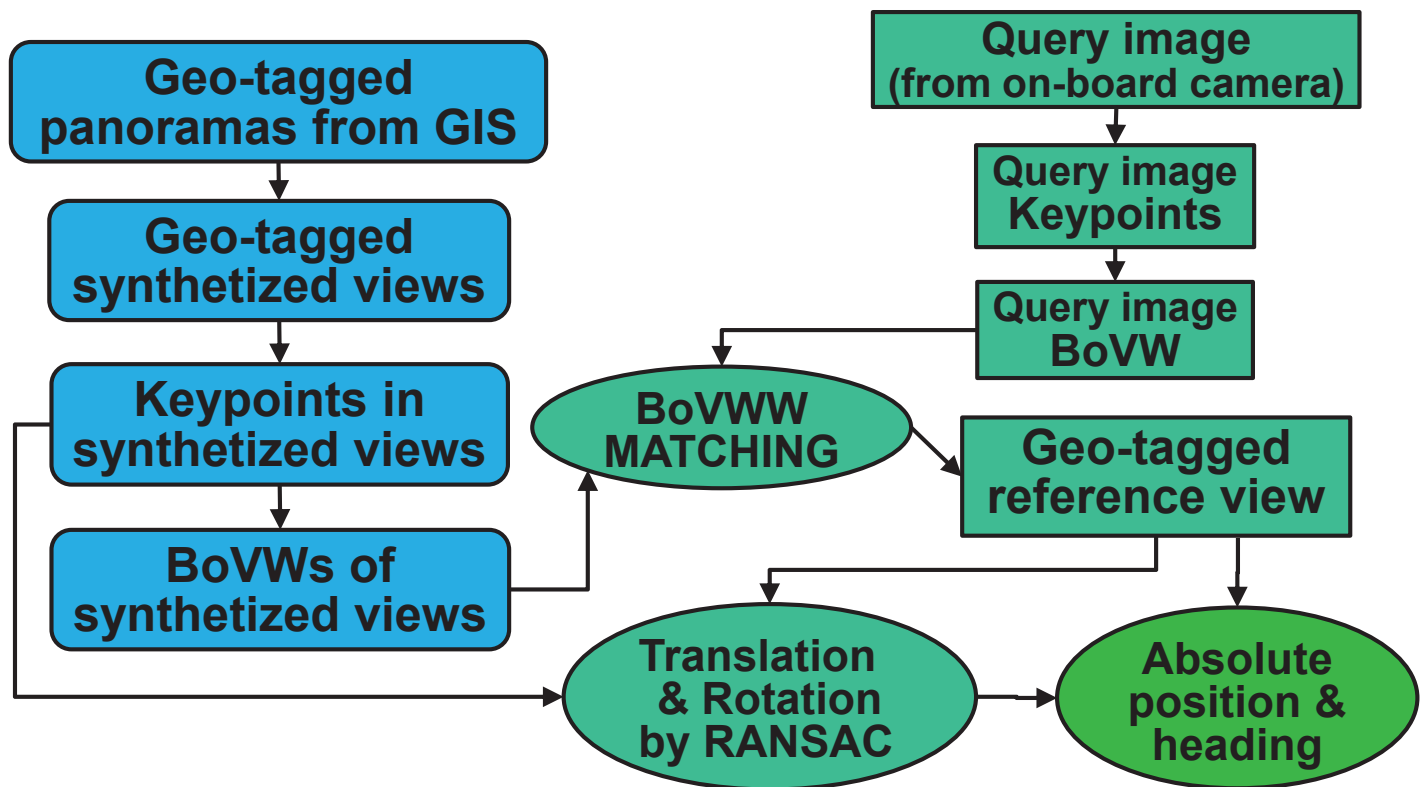 Geo-tagged
panoramas from GIS
Geo-tagged
synthetized views
Keypoints in
synthetized views
BoVWs of
synthetized views
Query image
(from on-board camera)
Query image
Keypoints
Query image
BoVW
BoVWW
MATCHING
Geo-tagged
reference view
Translation
& Rotation
by RANSAC
Absolute
position &
heading